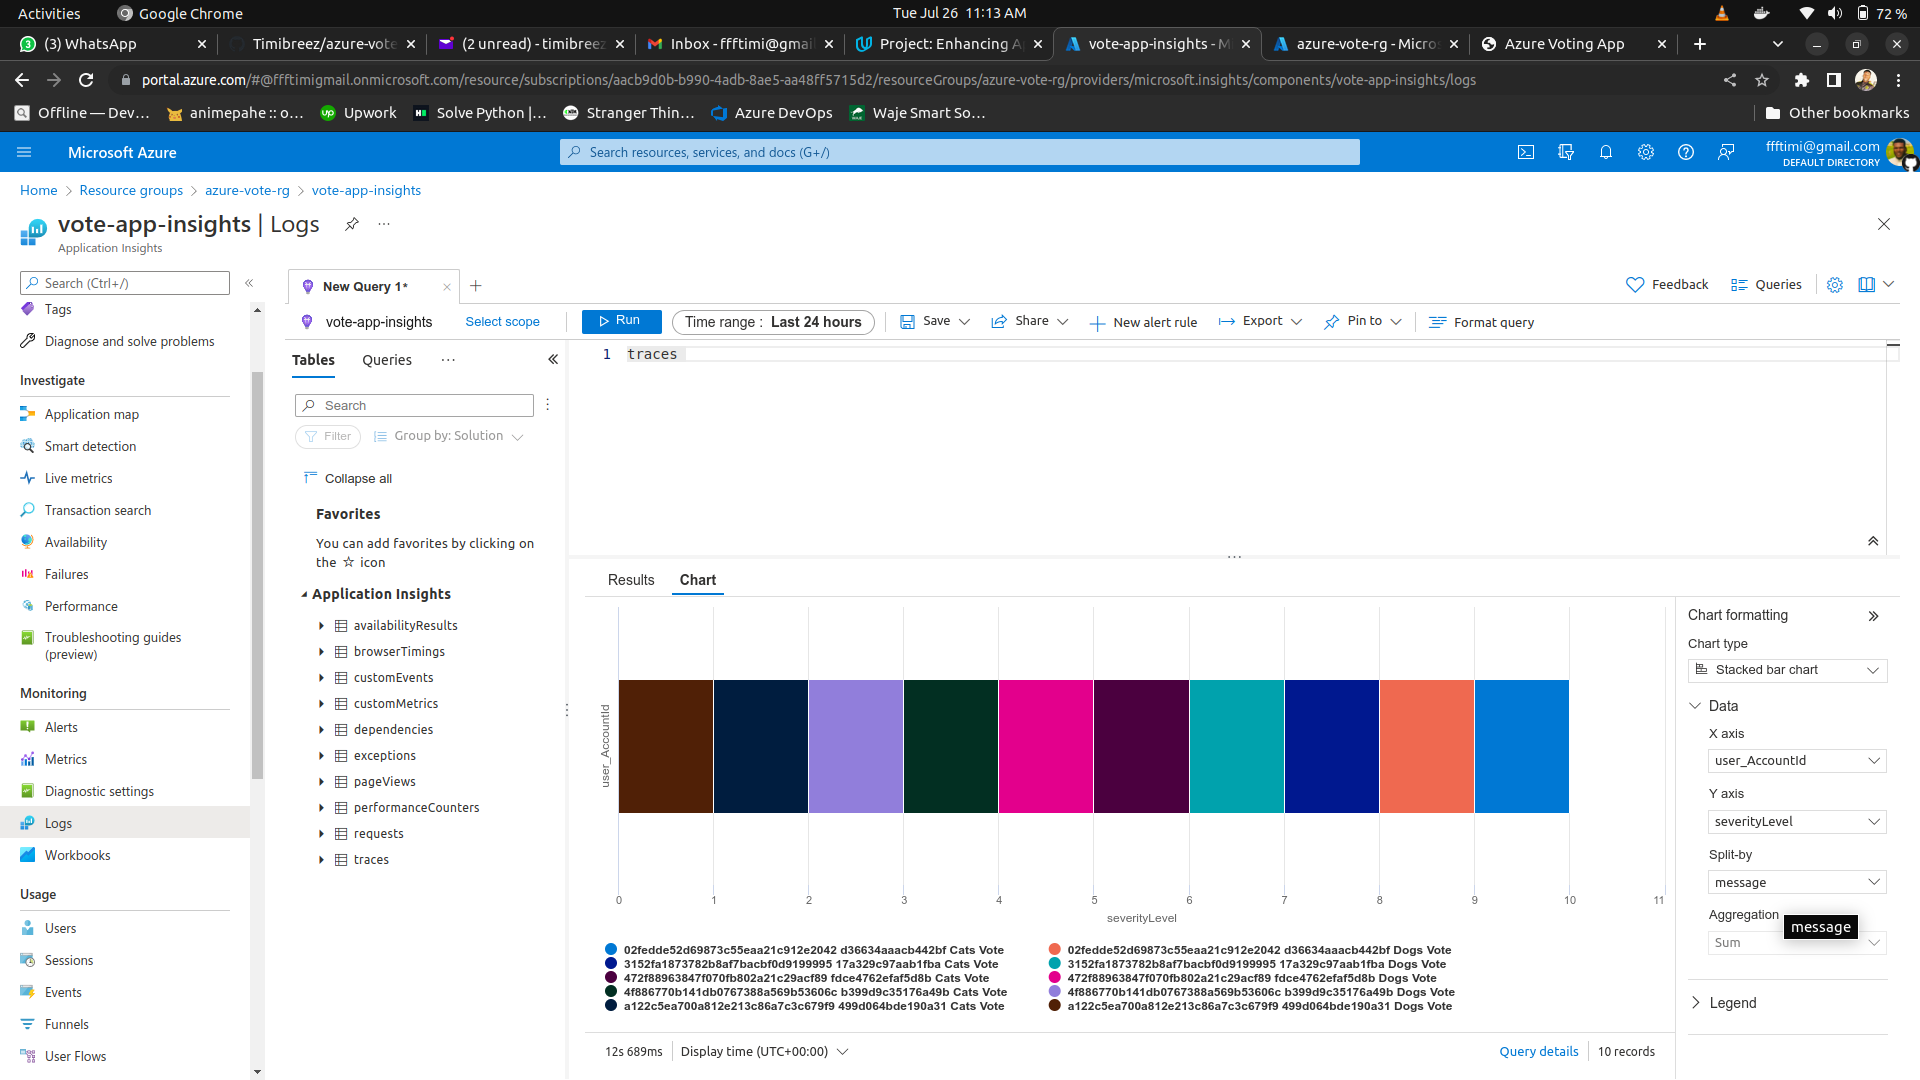 Activities
Google Chrome
Tue Jul 26 11:13 AM
72 %
(3) WhatsApp
Timibreez/azure-vote
(2 unread) - timibreez
Inbox - ffftimi@gmail
Project: Enhancing A
vote-app-insights - M
azure-vote-rg - Micros
Azure Voting App
portal.azure.com/#@ffftimigmail.onmicrosoft.com/resource/subscriptions/aacb9d0b-b990-4adb-8ae5-aa48ff5715d2/resourceGroups/azure-vote-rg/providers/microsoft.insights/components/vote-app-insights/logs
Offline — Dev…
animepahe :: o…
Upwork
Solve Python |…
Stranger Thin…
Azure DevOps
Waje Smart So…
Other bookmarks
Microsoft Azure
Search resources, services, and docs (G+/)
ffftimi@gmail.com
DEFAULT DIRECTORY
Home > Resource groups > azure-vote-rg > vote-app-insights
vote-app-insights | Logs
Application Insights
Search (Ctrl+/)
Tags
Diagnose and solve problems
Investigate
Application map
Smart detection
Live metrics
Transaction search
Availability
Failures
Performance
Troubleshooting guides
(preview)
Monitoring
Alerts
Metrics
Diagnostic settings
Logs
Workbooks
Usage
Users
Sessions
Events
Funnels
User Flows
New Query 1*
Feedback
Queries
vote-app-insights
Select scope
Run
Time range : Last 24 hours
Save
Share
New alert rule
Export
Pin to
Format query
Tables
Queries
Search
Filter
Group by: Solution
Collapse all
Favorites
You can add favorites by clicking on
the ☆ icon
Application Insights
availabilityResults
browserTimings
customEvents
customMetrics
dependencies
exceptions
pageViews
performanceCounters
requests
traces
1 traces
Results
Chart
user_AccountId
0 1 2 3 4 5 6 7 8 9 10 11
severityLevel
02fedde52d69873c55eaa21c912e2042 d36634aaacb442bf Cats Vote
3152fa1873782b8af7bacbf0d9199995 17a329c97aab1fba Cats Vote
472f88963847f070fb802a21c29acf89 fdce4762efaf5d8b Cats Vote
4f886770b141db0767388a569b53606c b399d9c35176a49b Cats Vote
a122c5ea700a812e213c86a7c3c679f9 499d064bde190a31 Cats Vote
02fedde52d69873c55eaa21c912e2042 d36634aaacb442bf Dogs Vote
3152fa1873782b8af7bacbf0d9199995 17a329c97aab1fba Dogs Vote
472f88963847f070fb802a21c29acf89 fdce4762efaf5d8b Dogs Vote
4f886770b141db0767388a569b53606c b399d9c35176a49b Dogs Vote
a122c5ea700a812e213c86a7c3c679f9 499d064bde190a31 Dogs Vote
12s 689ms
Display time (UTC+00:00)
Query details
10 records
Chart formatting
Chart type
Stacked bar chart
Data
X axis
user_AccountId
Y axis
severityLevel
Split-by
message
Aggregation
message
Sum
Legend